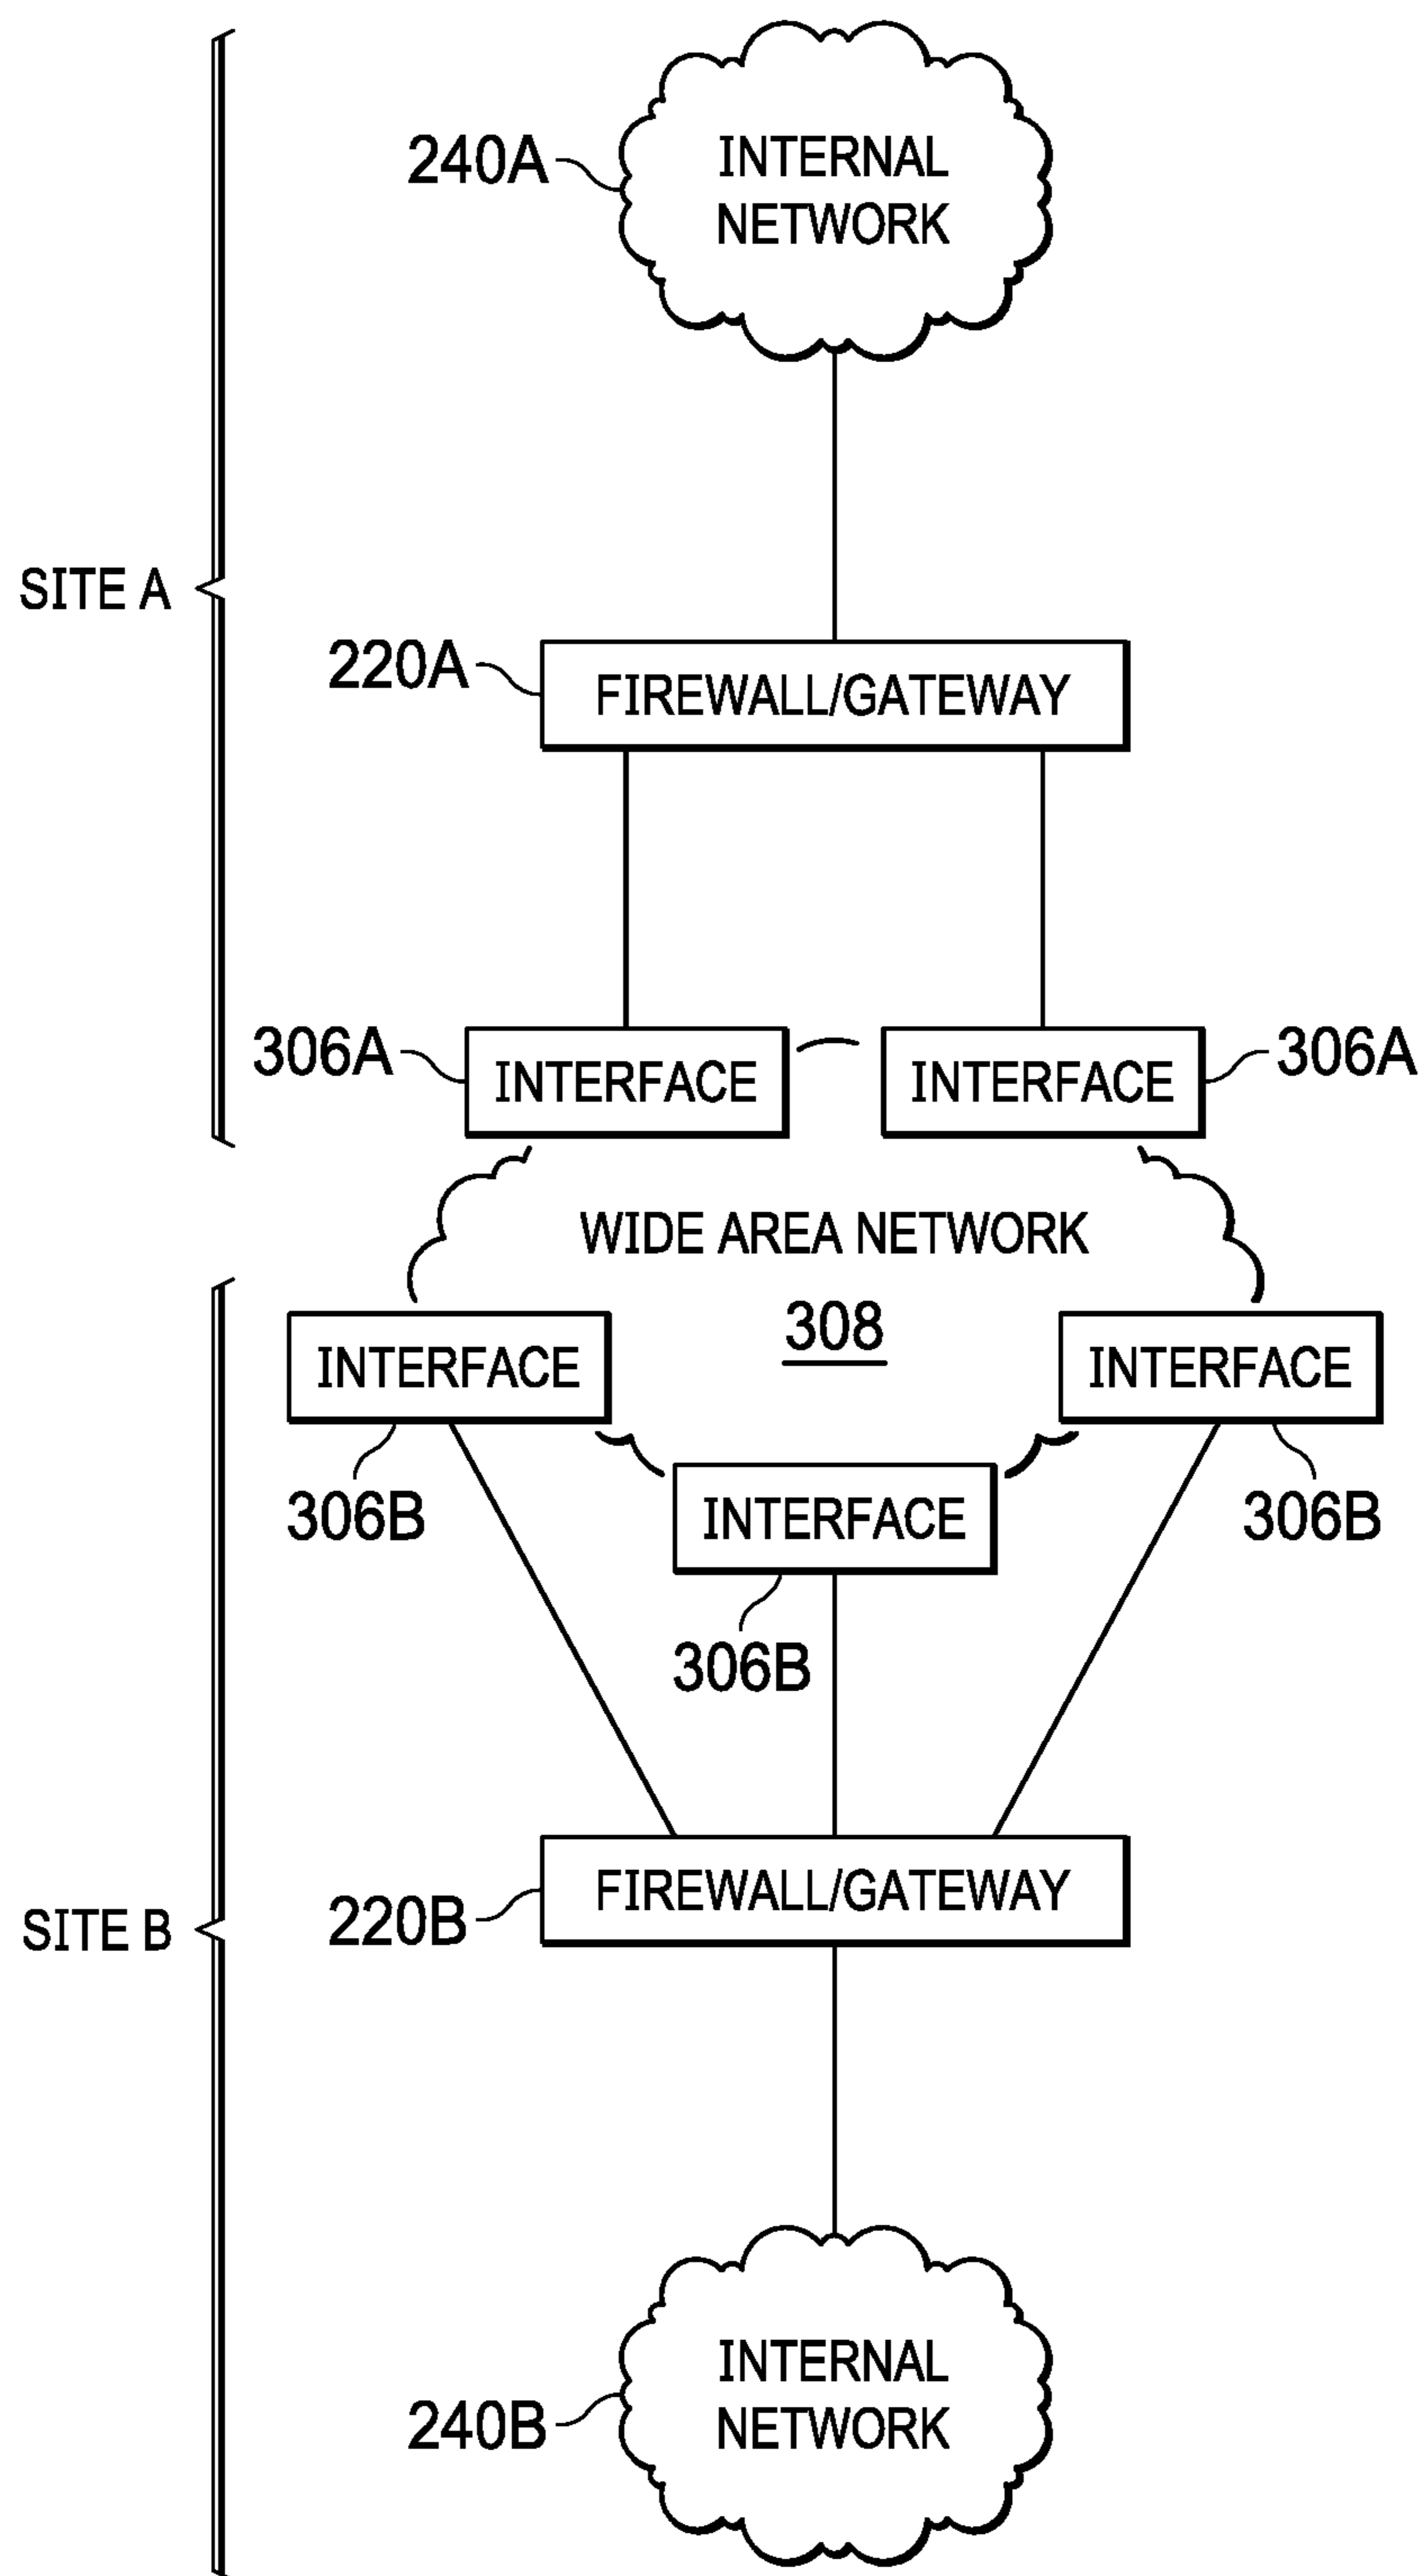 240A
INTERNAL
NETWORK
SITE A
220A
FIREWALL/GATEWAY
306A
INTERFACE
INTERFACE
306A
WIDE AREA NETWORK
308
INTERFACE
INTERFACE
306B
INTERFACE
306B
306B
FIREWALL/GATEWAY
220B
SITE B
INTERNAL
NETWORK
240B